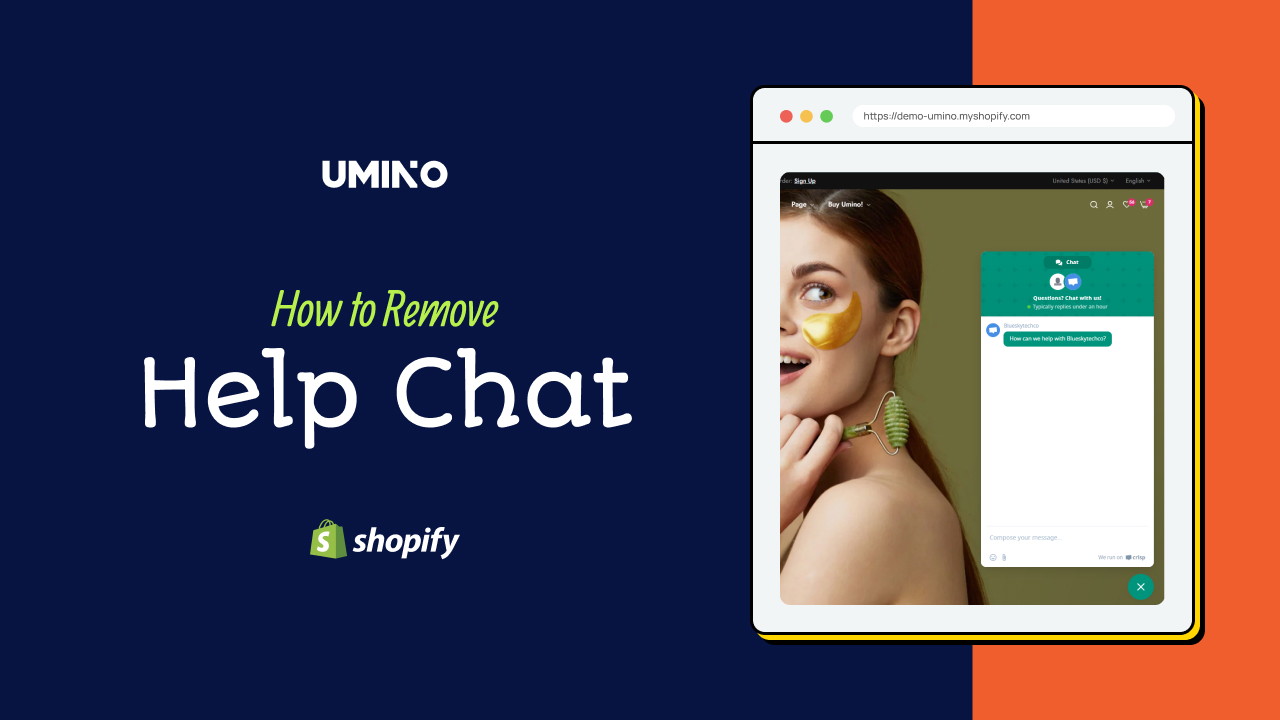 UMINO
How to Remove
Help Chat
shopify
https://demo-umino.myshopify.com
Sign Up
United States (USD $)
English
Page
Buy Umino!
7
Chat
Questions? Chat with us!
Typically replies under an hour
Blueskytechco
How can we help with Blueskytechco?
Compose your message...
We run on crisp